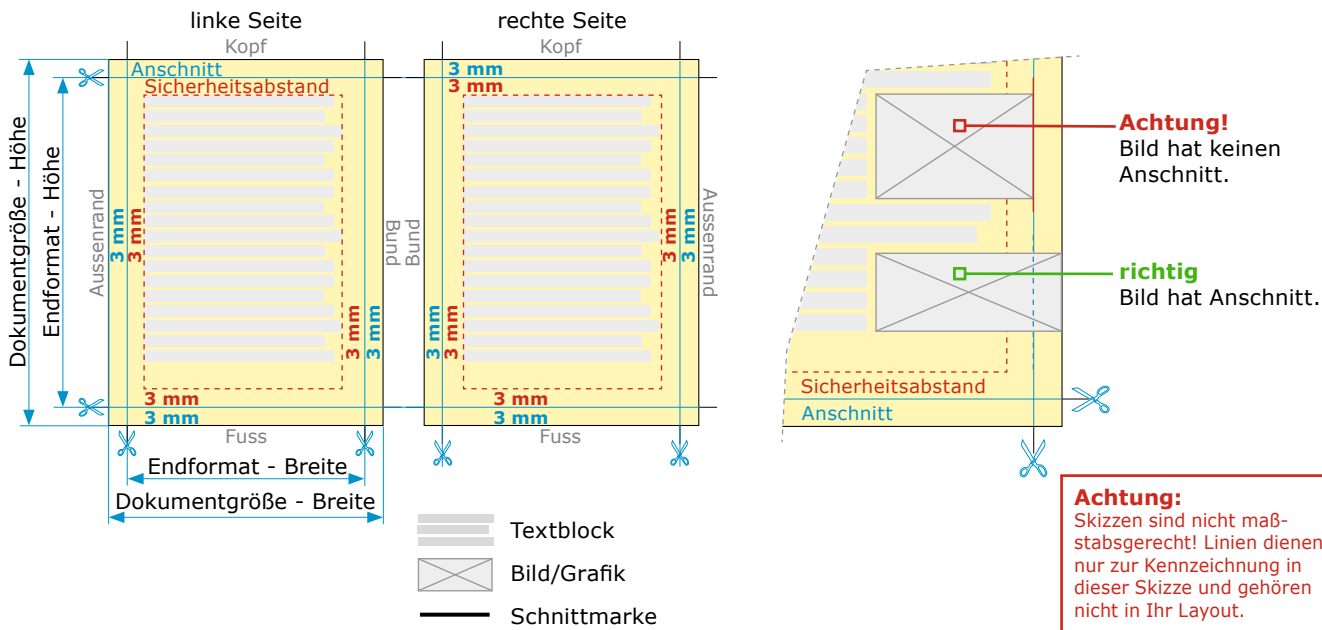 linke Seite
rechte Seite
Kopf
Kopf
Anschnitt
Sicherheitsabstand
3 mm
3 mm
Dokumentgröße - Höhe
Endformat - Höhe
Aussenrand
3 mm
3 mm
Bund
Bund
3 mm
3 mm
Aussenrand
3 mm
3 mm
3 mm
3 mm
3 mm
3 mm
3 mm
3 mm
3 mm
3 mm
Fuss
Fuss
Endformat - Breite
Dokumentgröße - Breite
Textblock
Bild/Grafik
Schnittmarke
Achtung!
Bild hat keinen
Anschnitt.
richtig
Bild hat Anschnitt.
Sicherheitsabstand
Anschnitt
Achtung:
Skizzen sind nicht maß-
stabsgerecht! Linien dienen
nur zur Kennzeichnung in
dieser Skizze und gehören
nicht in Ihr Layout.